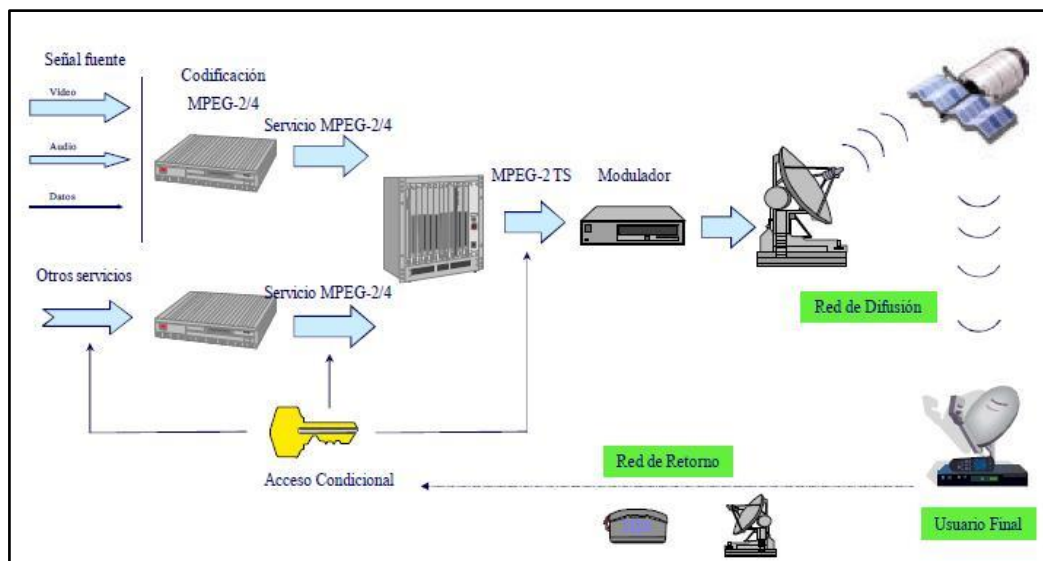 Señal fuente
Codificación
MPEG-2/4
Video
Servicio MPEG-2/4
Audio
MPEG-2 TS
Modulador
Datos
Otros servicios
Servicio MPEG-2/4
Red de Difusión
Red de Retorno
Acceso Condicional
Usuario Final